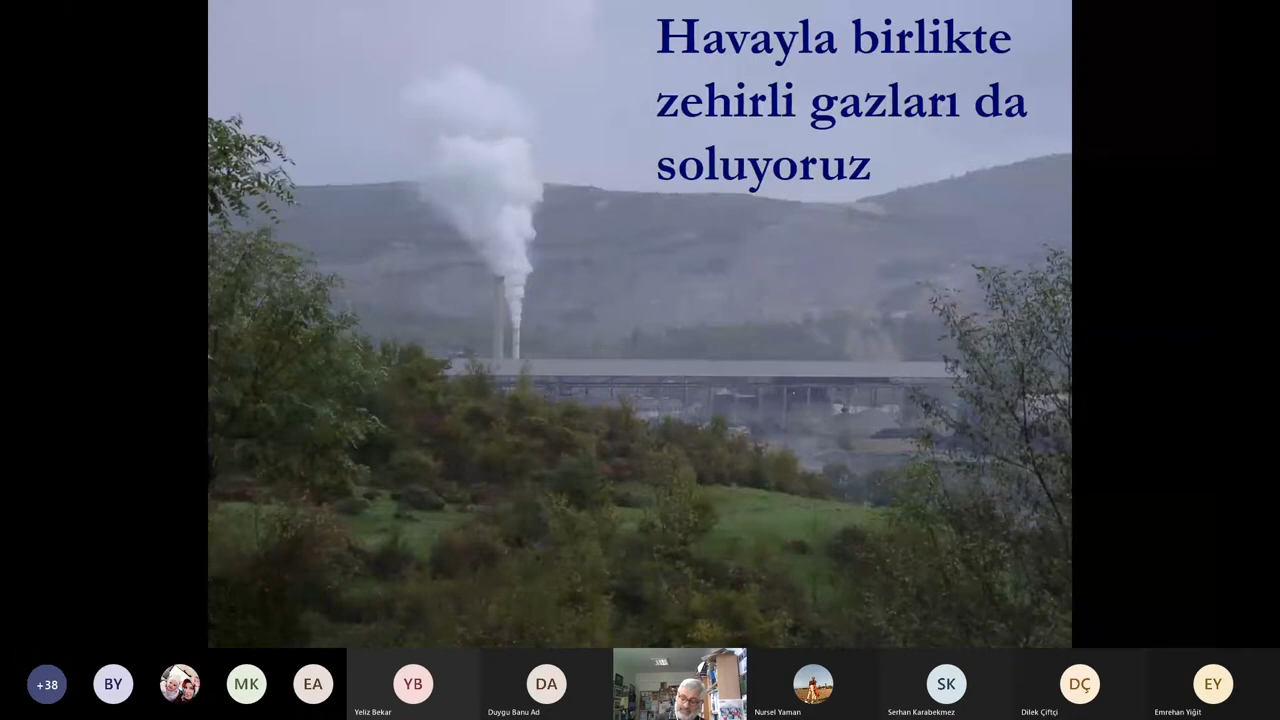 Havayla birlikte
zehirli gazları da
soluyoruz
+38
BY
MK
EA
YB
Yeliz Bekar
DA
Duygu Banu Ad
Nursel Yaman
SK
Serhan Karabekmez
DÇ
Dilek Çiftçi
EY
Emrehan Yiğit